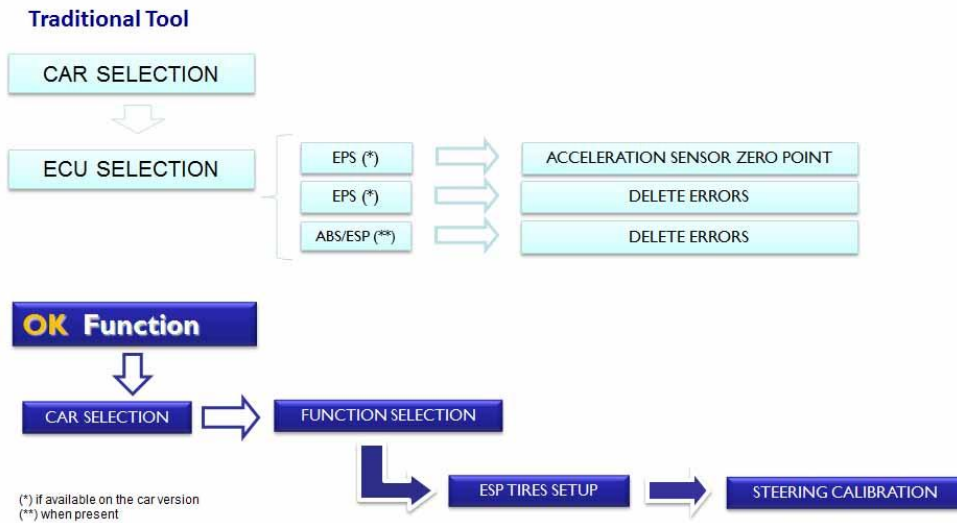 Traditional Tool
CAR SELECTION
ECU SELECTION
EPS (*)
ACCELERATION SENSOR ZERO POINT
EPS (*)
DELETE ERRORS
ABS/ESP (**)
DELETE ERRORS
OK Function
CAR SELECTION
FUNCTION SELECTION
ESP TIRES SETUP
STEERING CALIBRATION
(*) if available on the car version
(**) when present